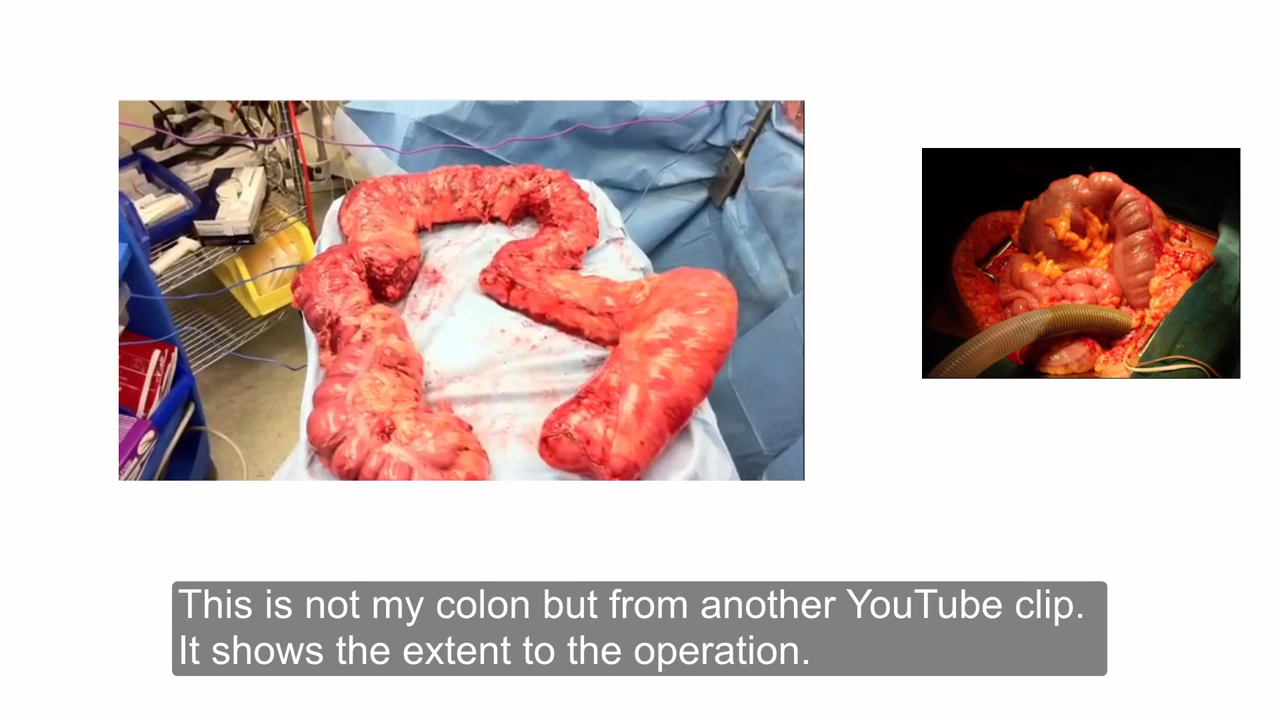 This is not my colon but from another YouTube clip.
It shows the extent to the operation.